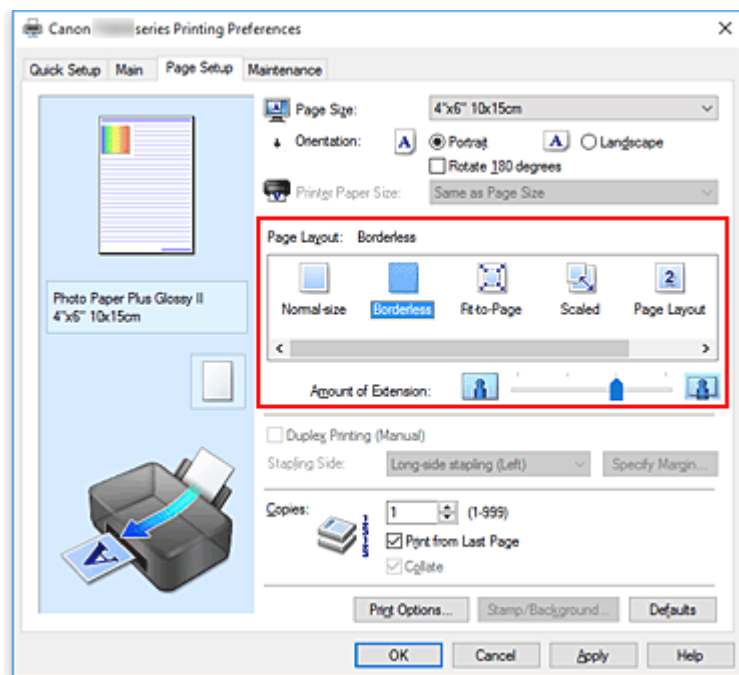 Canon series Printing Preferences
Quick Setup Main Page Setup Maintenance
Page Size: 4"x6" 10x15cm
Orientation: A Portrait A Landscape
Rotate 180 degrees
Printer Paper Size: Same as Page Size
Page Layout: Borderless
2
Normal-size Borderless Fit-to-Page Scaled Page Layout
Photo Paper Plus Glossy II
4"x6" 10x15cm
Amount of Extension:
Duplex Printing (Manual)
Stapling Side: Long-side stapling (Left) Specify Margin...
Copies: 1 (1-999)
Print from Last Page
Collate
A
Print Options... Stamp/Background... Defaults
OK Cancel Apply Help